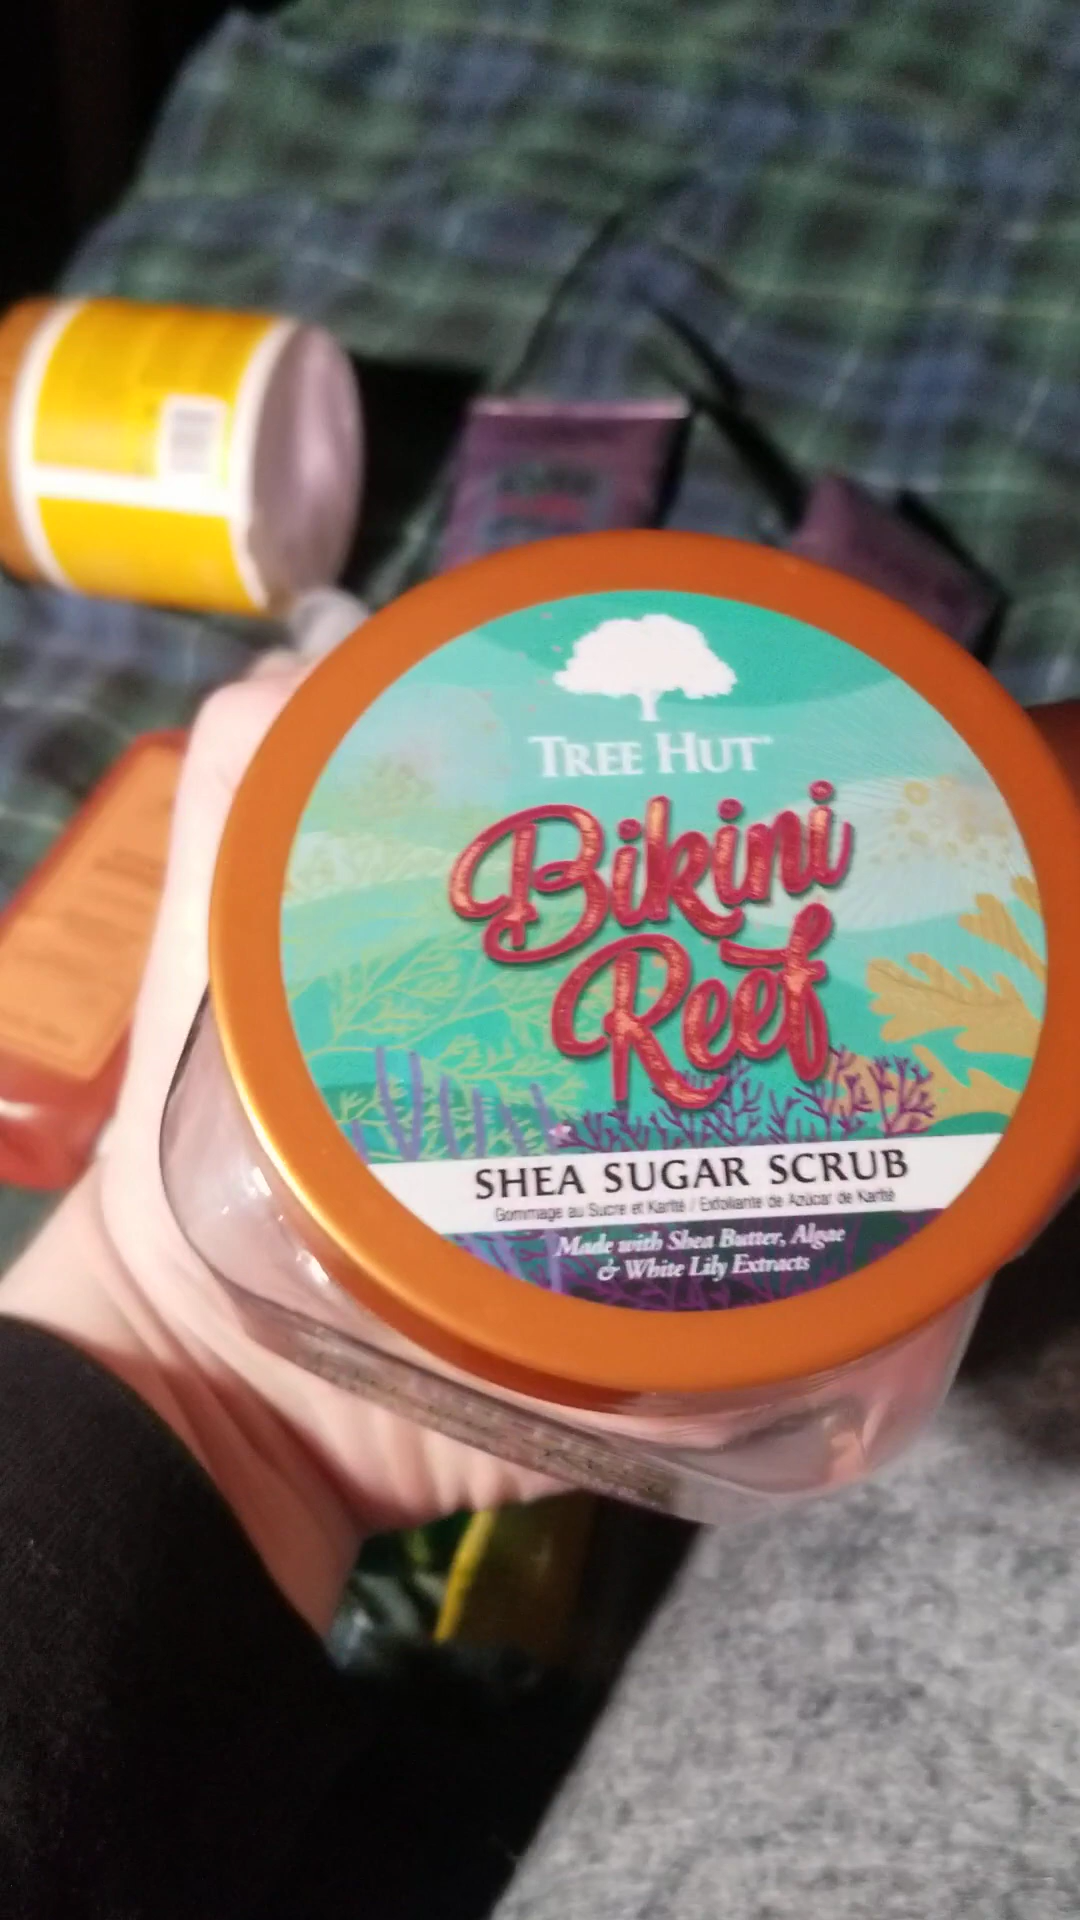 TREE HUT
Bikini
Reef
SHEA SUGAR SCRUB
Gommage au Sucre et Karité / Exfoliante de Azúcar de Karité
Made with Shea Butter, Algae
& White Lily Extracts